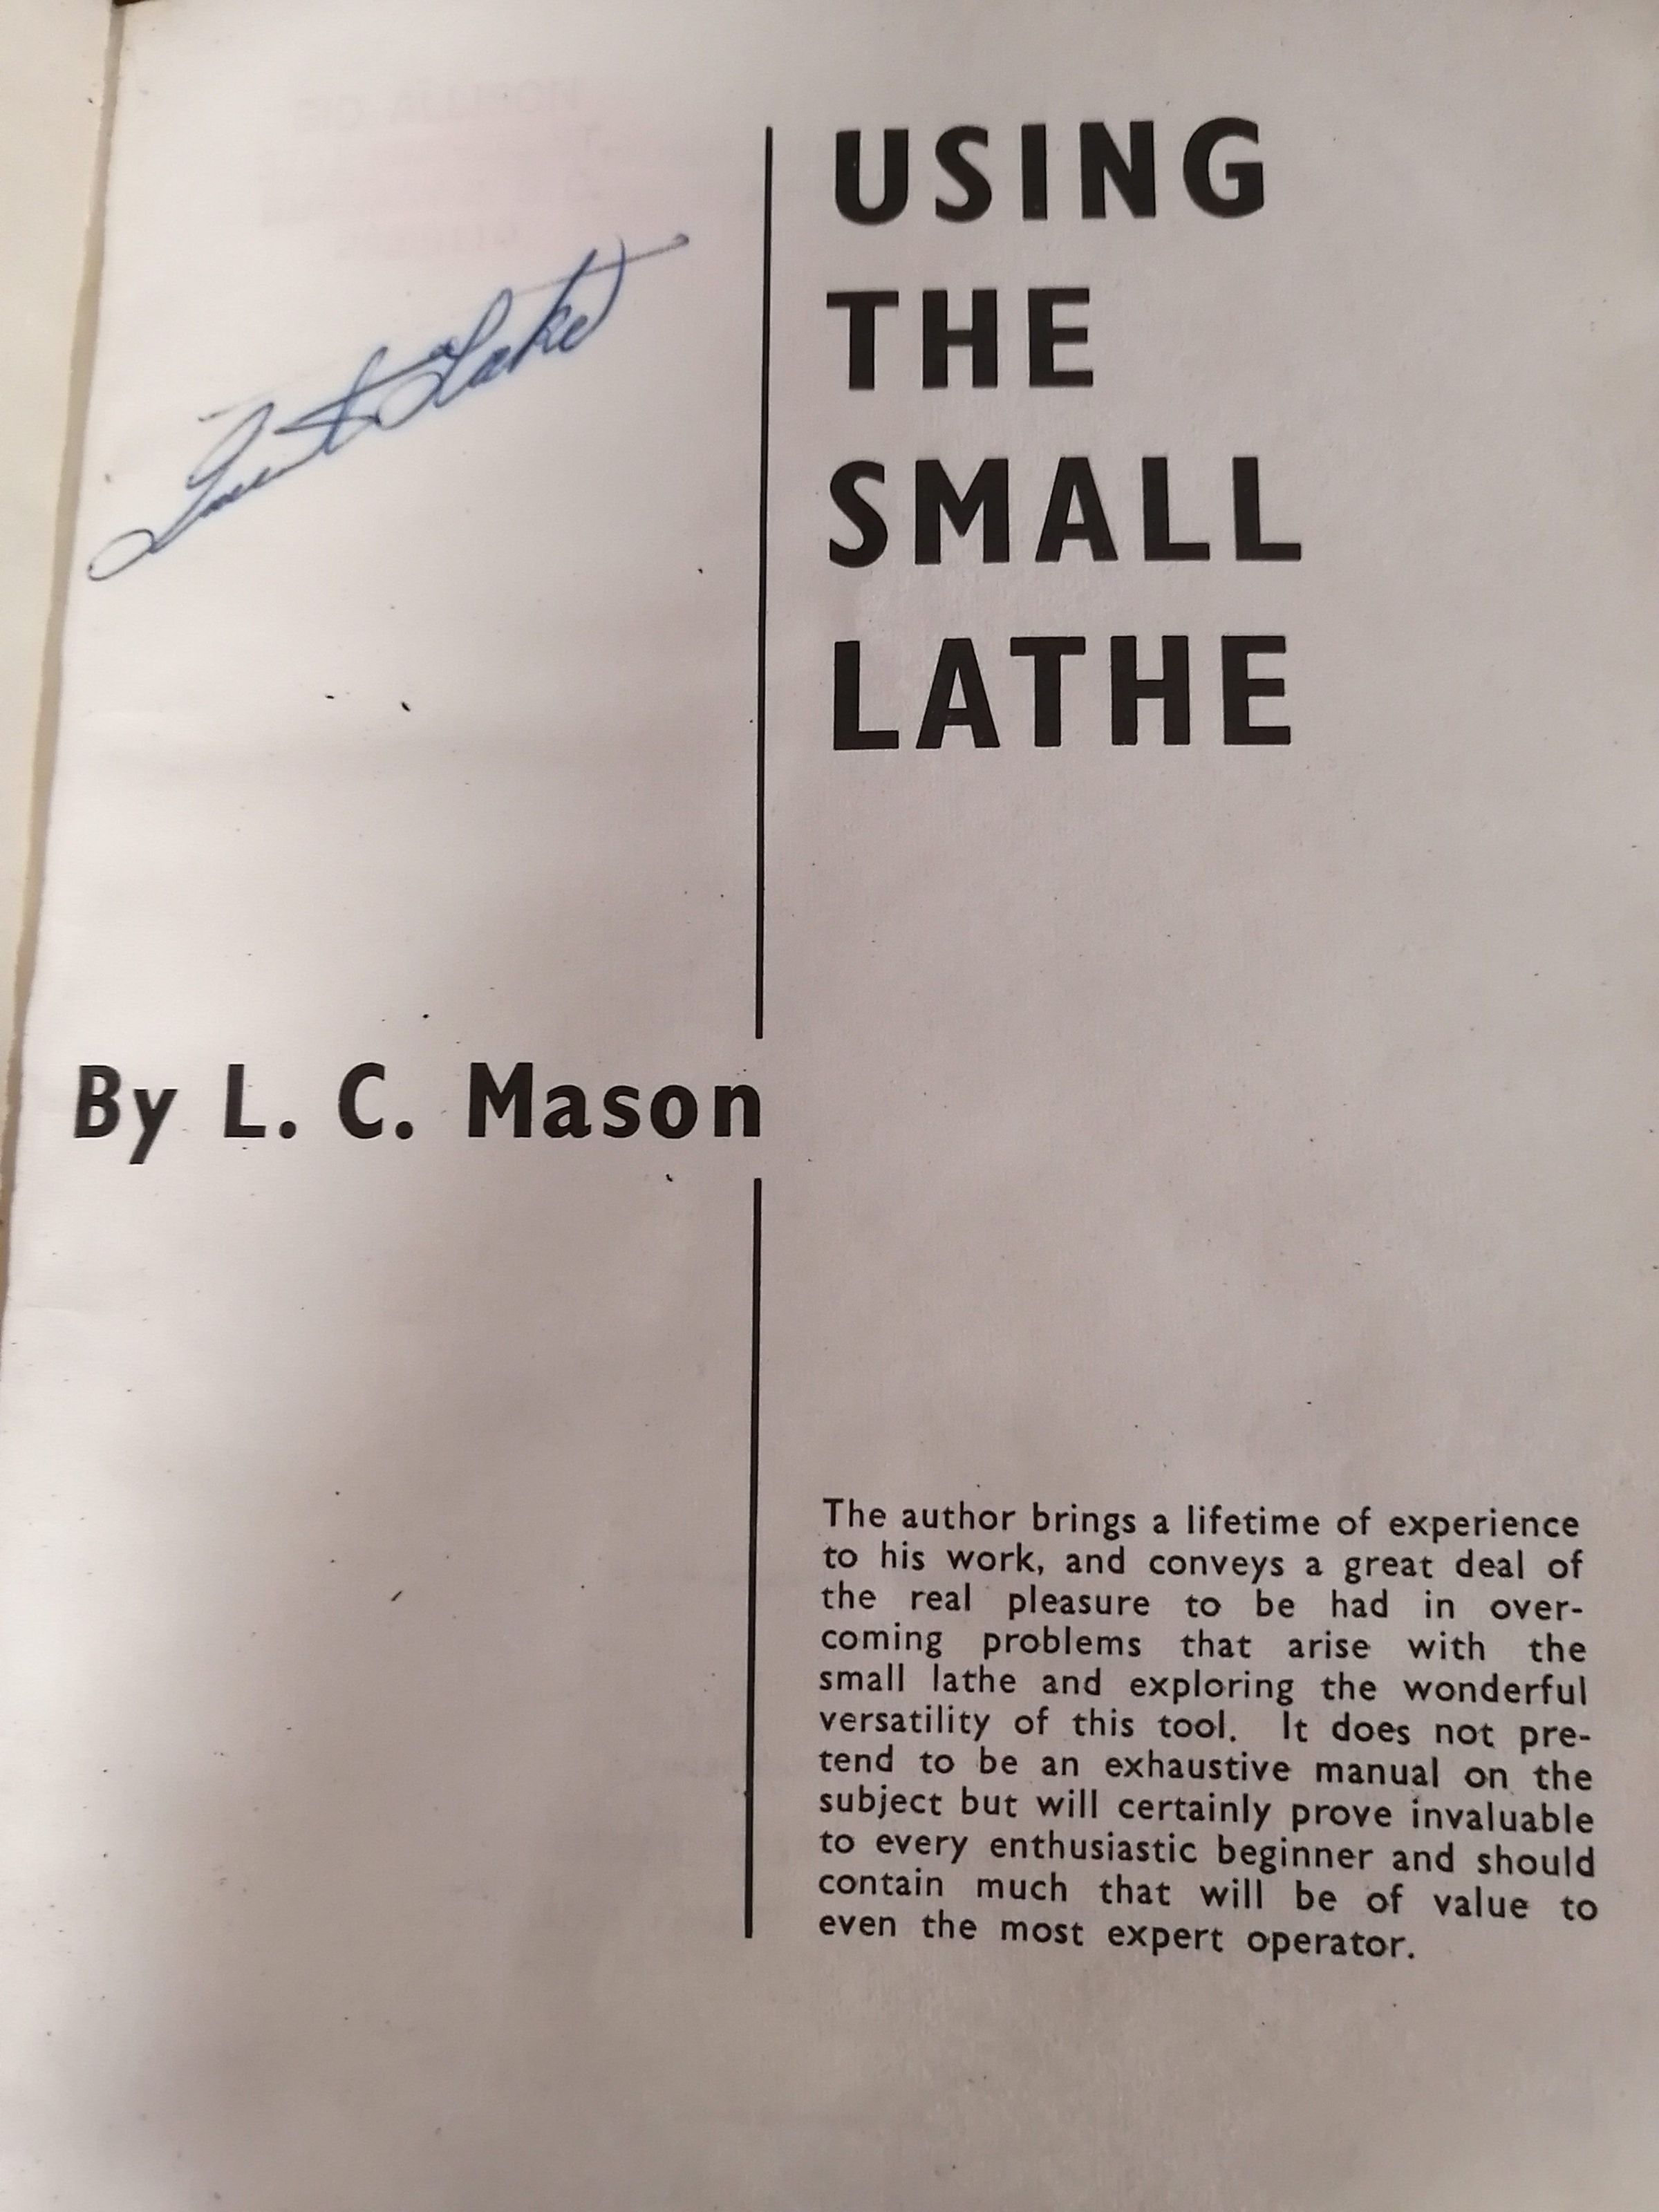 USING
THE
SMALL
LATHE
By L. C. Mason
The author brings a lifetime of experience
to his work, and conveys a great deal of
the real pleasure to be had in over-
coming problems that arise with the
small lathe and exploring the wonderful
versatility of this tool. It does not pre-
tend to be an exhaustive manual on the
subject but will certainly prove invaluable
to every enthusiastic beginner and should
contain much that will be of value to
even the most expert operator.